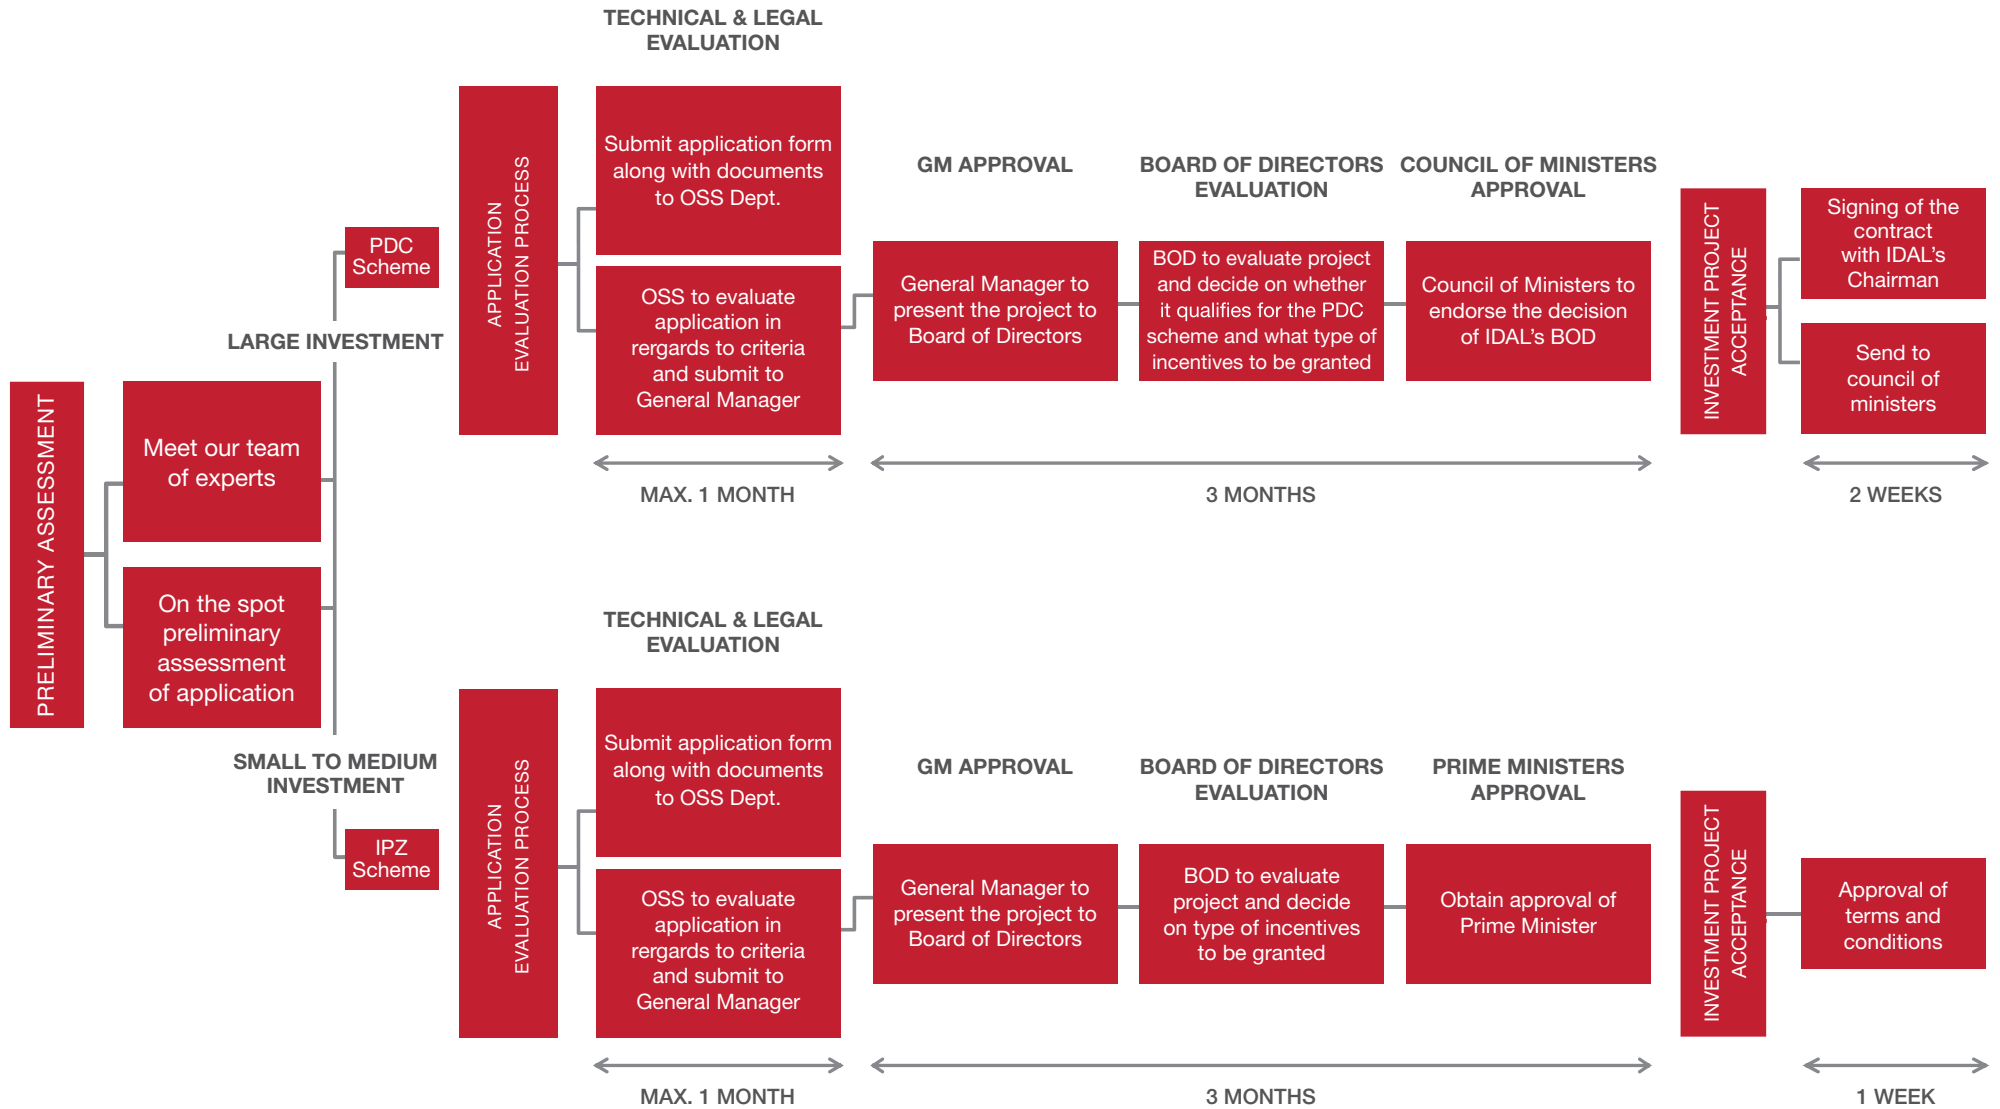 PRELIMINARY ASSESSMENT
Meet our team
of experts
On the spot
preliminary
assessment
of application
LARGE INVESTMENT
PDC
Scheme
APPLICATION
EVALUATION PROCESS
TECHNICAL & LEGAL
EVALUATION
Submit application form
along with documents
to OSS Dept.
OSS to evaluate
application in
rergards to criteria
and submit to
General Manager
MAX. 1 MONTH
GM APPROVAL
General Manager to
present the project to
Board of Directors
BOARD OF DIRECTORS
EVALUATION
BOD to evaluate project
and decide on whether
it qualifies for the PDC
scheme and what type of
incentives to be granted
COUNCIL OF MINISTERS
APPROVAL
Council of Ministers to
endorse the decision
of IDAL's BOD
3 MONTHS
INVESTMENT PROJECT
ACCEPTANCE
Signing of the
contract
with IDAL's
Chairman
Send to
council of
ministers
2 WEEKS
SMALL TO MEDIUM
INVESTMENT
IPZ
Scheme
APPLICATION
EVALUATION PROCESS
TECHNICAL & LEGAL
EVALUATION
Submit application form
along with documents
to OSS Dept.
OSS to evaluate
application in
rergards to criteria
and submit to
General Manager
MAX. 1 MONTH
GM APPROVAL
General Manager to
present the project to
Board of Directors
BOARD OF DIRECTORS
EVALUATION
BOD to evaluate
project and decide
on type of incentives
to be granted
PRIME MINISTERS
APPROVAL
Obtain approval of
Prime Minister
3 MONTHS
INVESTMENT PROJECT
ACCEPTANCE
Approval of
terms and
conditions
1 WEEK